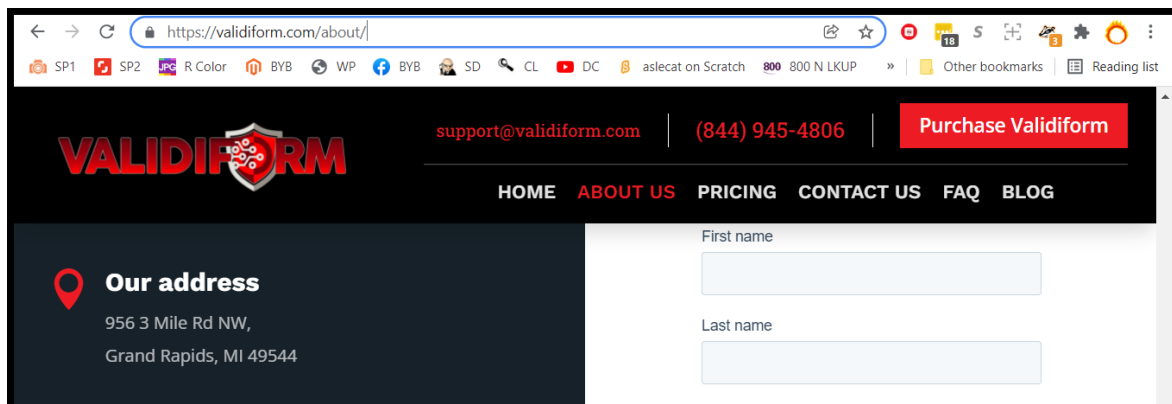 https://validiform.com/about/
18
S
3
SP1 SP2 JPG R Color BYB WP BYB SD CL DC aslecat on Scratch 800 800 N LKUP » Other bookmarks Reading list
VALIDIFORM
support@validiform.com (844) 945-4806 Purchase Validiform
HOME ABOUT US PRICING CONTACT US FAQ BLOG
First name
Our address
956 3 Mile Rd NW,
Last name
Grand Rapids, MI 49544